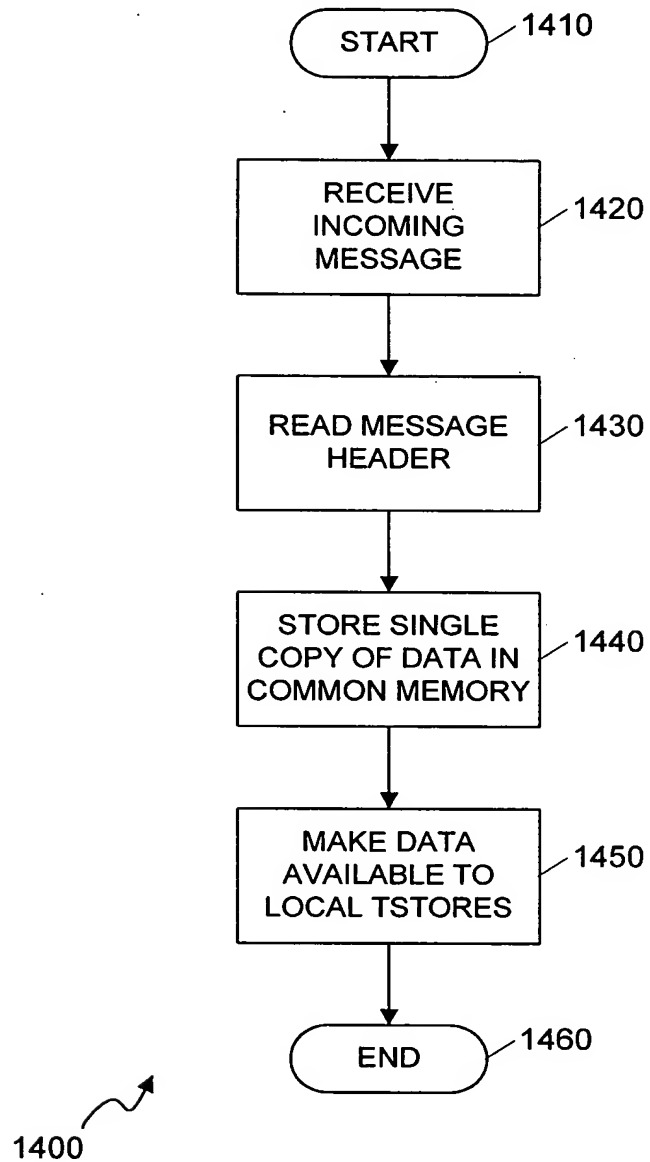 START
1410
RECEIVE
INCOMING
MESSAGE
1420
READ MESSAGE
HEADER
1430
STORE SINGLE
COPY OF DATA IN
COMMON MEMORY
1440
MAKE DATA
AVAILABLE TO
LOCAL TSTORES
1450
END
1460
1400